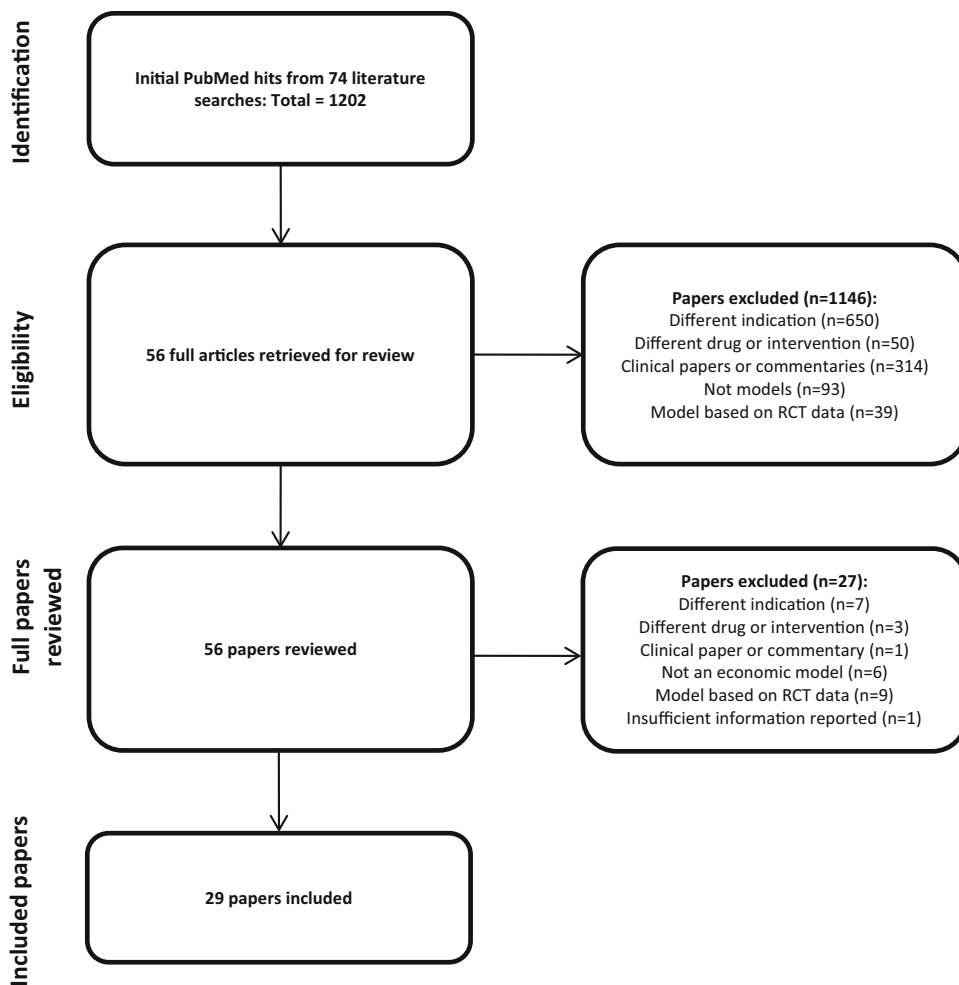 Identification
Initial PubMed hits from 74 literature
searches: Total = 1202
Eligibility
56 full articles retrieved for review
Papers excluded (n=1146):
Different indication (n=650)
Different drug or intervention (n=50)
Clinical papers or commentaries (n=314)
Not models (n=93)
Model based on RCT data (n=39)
Full papers
reviewed
56 papers reviewed
Papers excluded (n=27):
Different indication (n=7)
Different drug or intervention (n=3)
Clinical paper or commentary (n=1)
Not an economic model (n=6)
Model based on RCT data (n=9)
Insufficient information reported (n=1)
Included papers
29 papers included